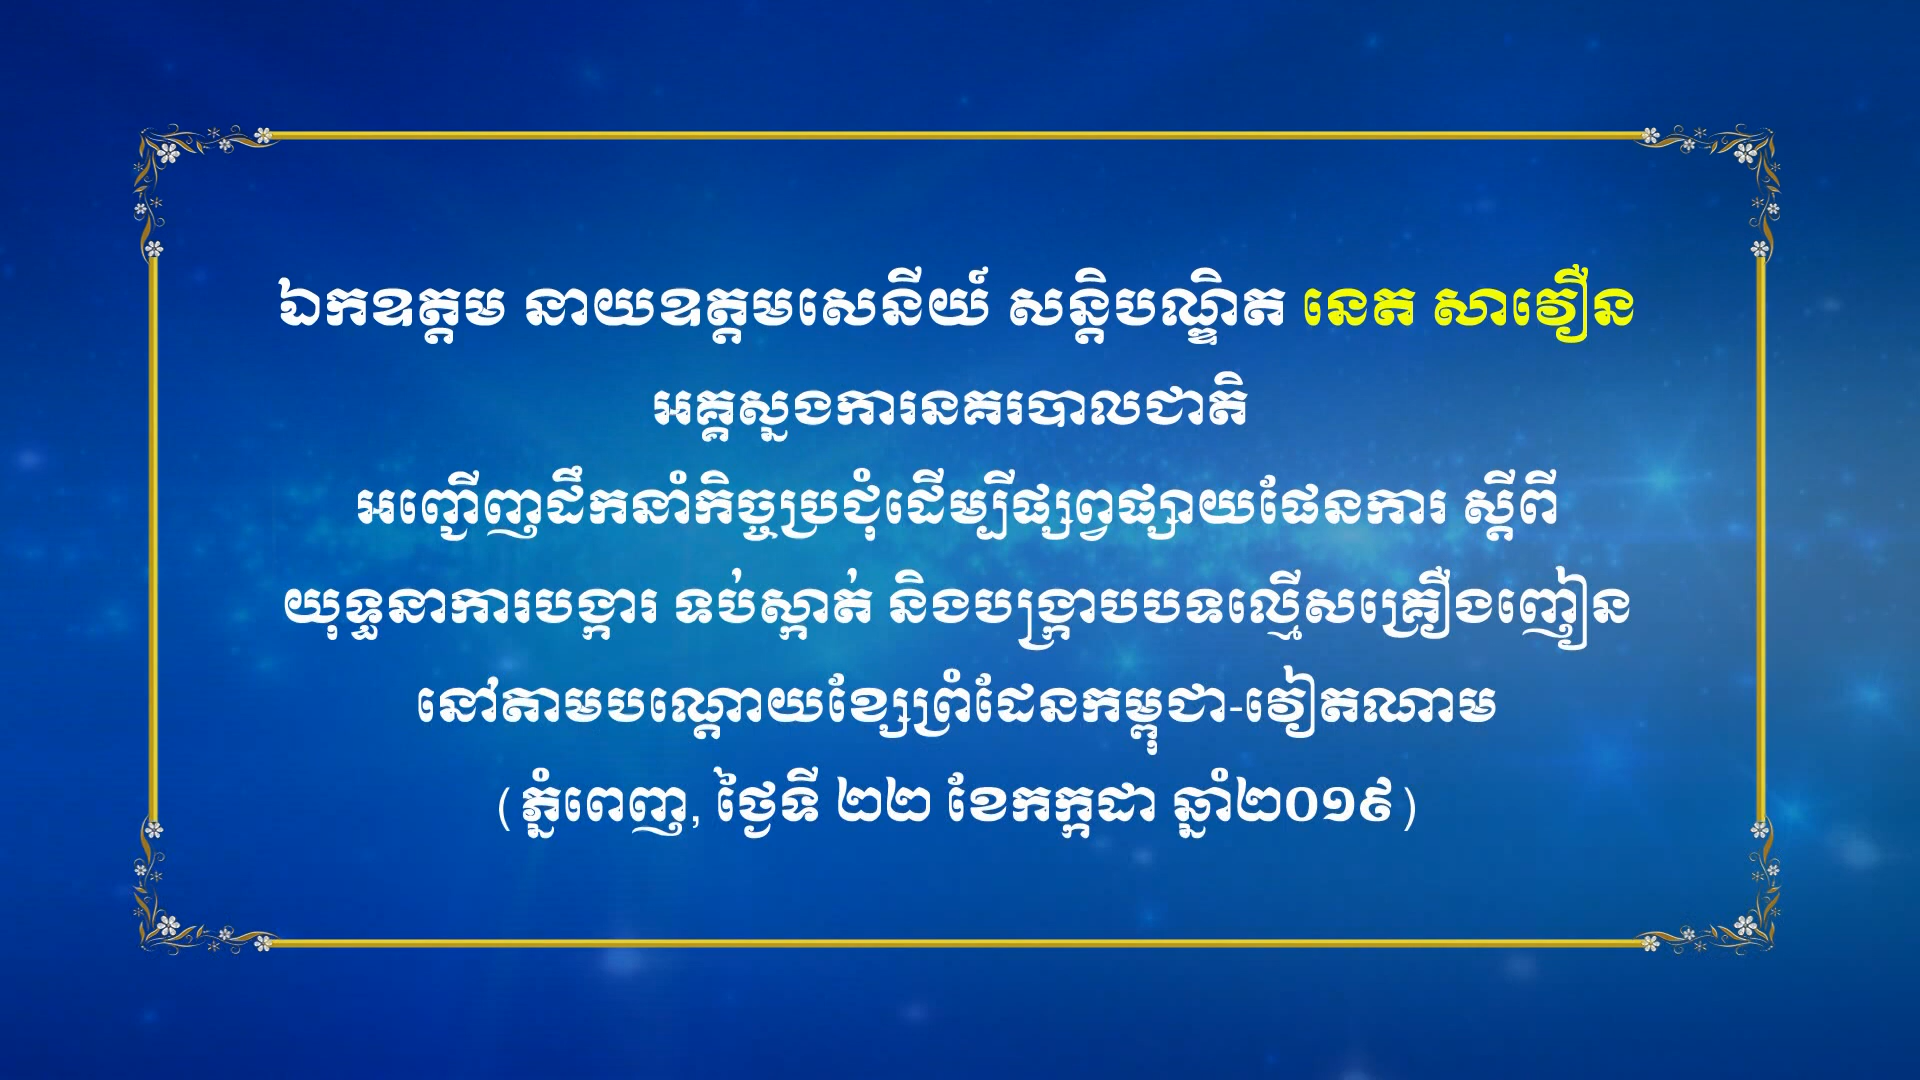 ឯកឧត្តម នាយឧត្តមសេនីយ៍ សន្តិបណ្ឌិត នេត សាវឿន
អគ្គស្នងការនគរបាលជាតិ
អញ្ជើញដឹកនាំកិច្ចប្រជុំដើម្បីផ្សព្វផ្សាយផែនការ ស្តីពី
យុទ្ធនាការបង្ការ ទប់ស្កាត់ និងបង្ក្រាបបទល្មើសគ្រឿងញៀន
នៅតាមបណ្តោយខ្សែព្រំដែនកម្ពុជា-វៀតណាម
(ភ្នំពេញ, ថ្ងៃទី ២២ ខែកក្កដា ឆ្នាំ២០១៩)